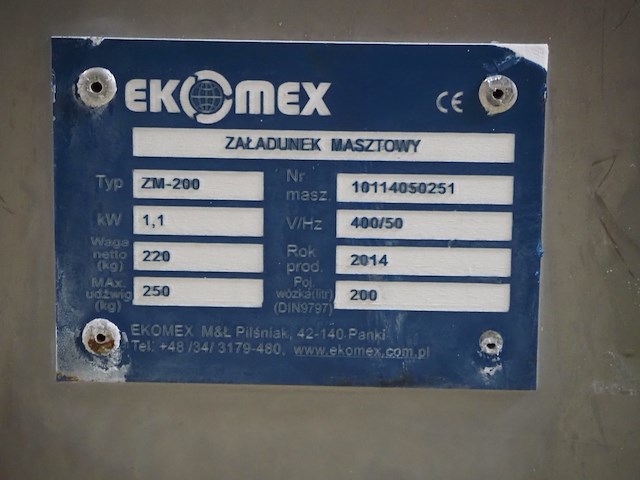 EKOMEX CE
ZAŁADUNEK MASZTOWY
Typ ZM-200 Nr masz. 10114050251
kW 1,1 V/Hz 400/50
Waga netto (kg) 220 Rok prod. 2014
MAx. udźwig (kg) 250 Poj. wózka(litr) (DIN9797) 200
EKOMEX M&Ł Pilśniak, 42-140 Panki
Tel: +48 /34/ 3179-480, www.ekomex.com.pl